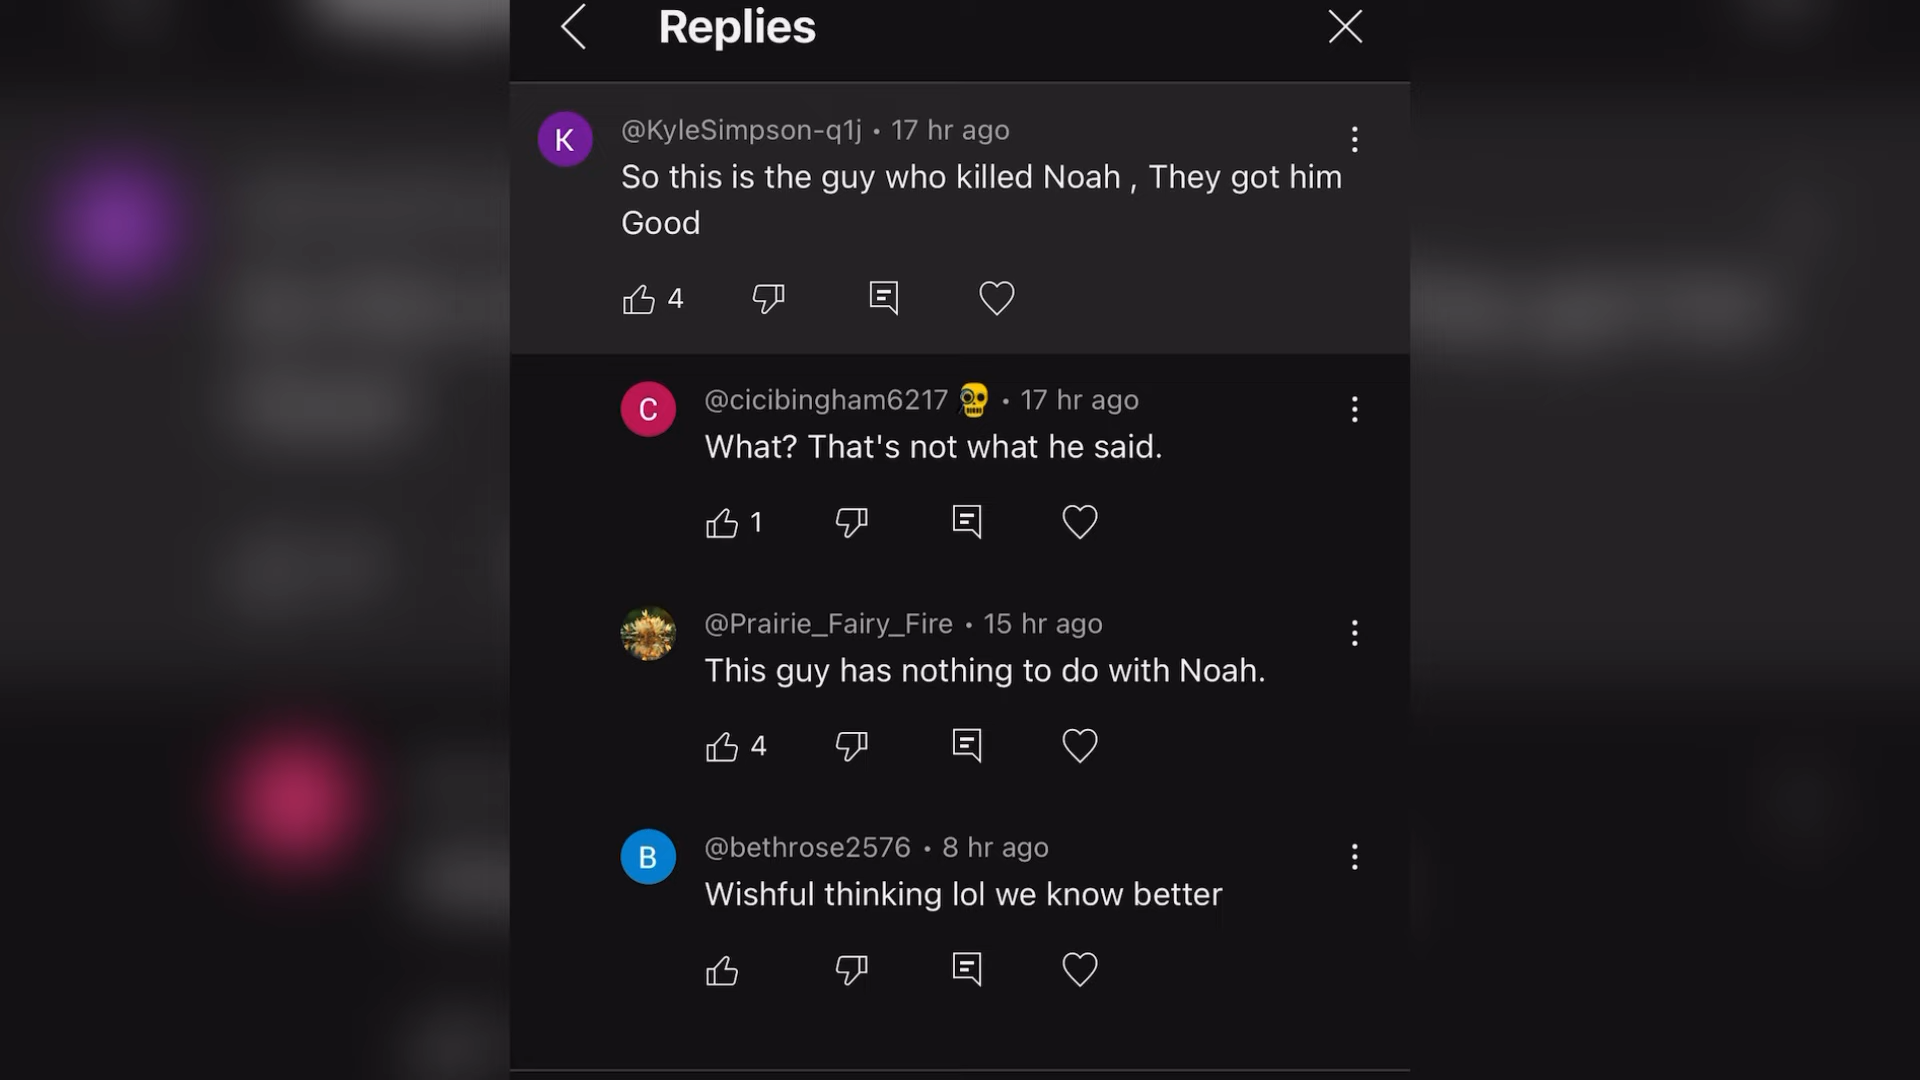 Replies
K
@KyleSimpson-q1j • 17 hr ago
So this is the guy who killed Noah , They got him
Good
4
C
@cicibingham6217 • 17 hr ago
What? That's not what he said.
1
@Prairie_Fairy_Fire • 15 hr ago
This guy has nothing to do with Noah.
4
B
@bethrose2576 • 8 hr ago
Wishful thinking lol we know better